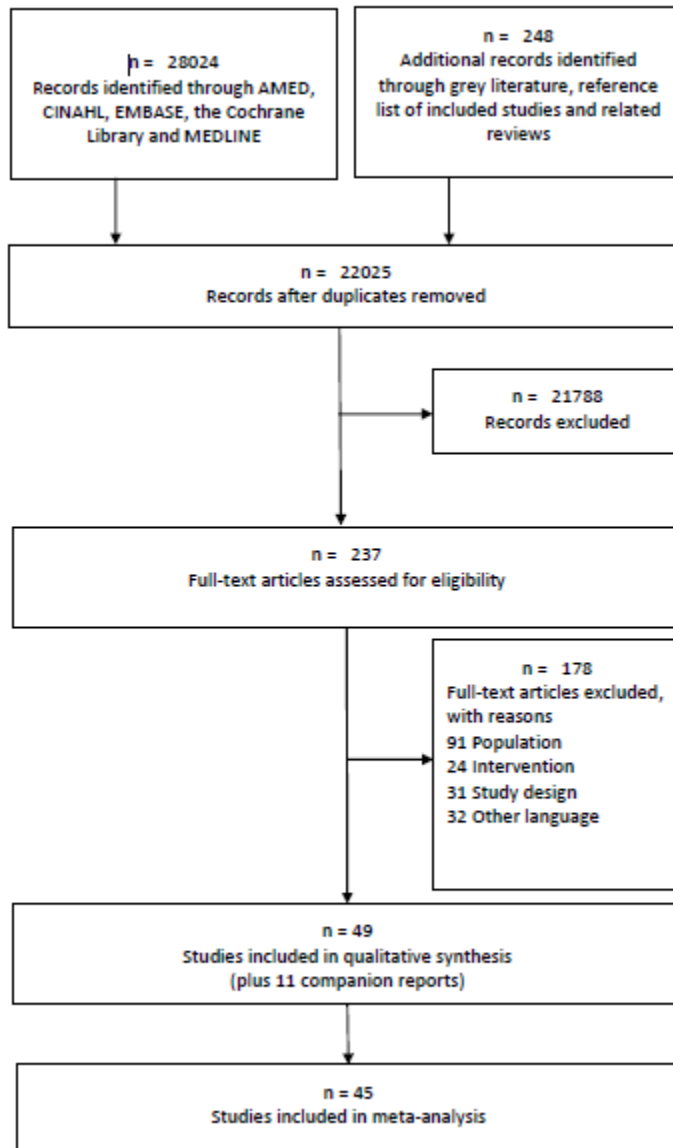 n = 28024
Records identified through AMED,
CINAHL, EMBASE, the Cochrane
Library and MEDLINE
n = 248
Additional records identified
through grey literature, reference
list of included studies and related
reviews
n = 22025
Records after duplicates removed
n = 21788
Records excluded
n = 237
Full-text articles assessed for eligibility
n = 178
Full-text articles excluded,
with reasons
91 Population
24 Intervention
31 Study design
32 Other language
n = 49
Studies included in qualitative synthesis
(plus 11 companion reports)
n = 45
Studies included in meta-analysis